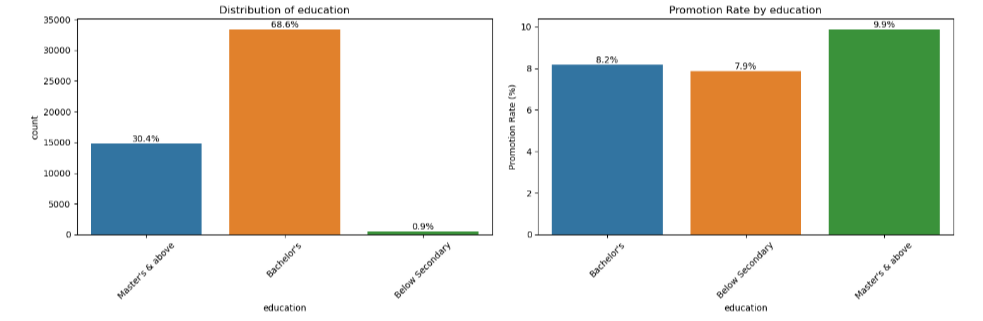 Distribution of education
68.6%
30.4%
0.9%
35000
30000
25000
20000
15000
10000
5000
0
count
Master's & above
Bachelor's
Below Secondary
education
Promotion Rate by education
9.9%
8.2%
7.9%
10
8
6
4
2
0
Promotion Rate (%)
Bachelor's
Below Secondary
Master's & above
education